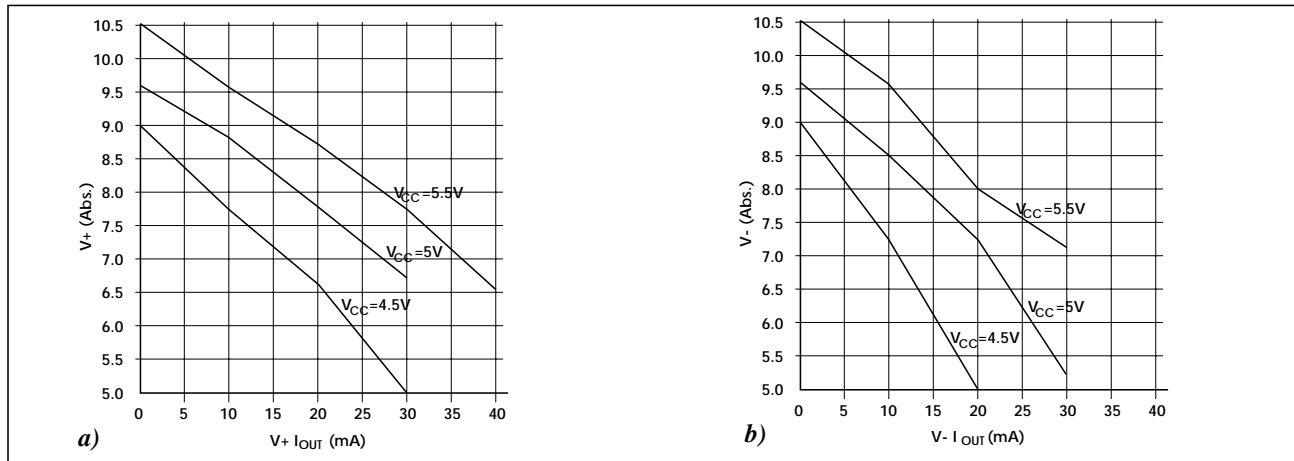 10.5
10.0
9.5
9.0
8.5
8.0
7.5
7.0
6.5
6.0
5.5
5.0
V+ (Abs.)
VCC=5.5V
VCC=5V
VCC=4.5V
0 5 10 15 20 25 30 35 40
V+ IOUT (mA)
a)
10.5
10.0
9.5
9.0
8.5
8.0
7.5
7.0
6.5
6.0
5.5
5.0
V- (Abs.)
VCC=5.5V
VCC=5V
VCC=4.5V
0 5 10 15 20 25 30 35 40
V- IOUT (mA)
b)